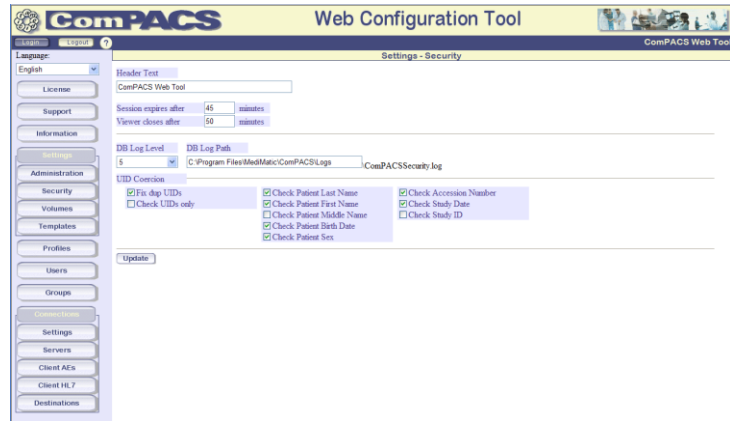 ComPACS Web Configuration Tool
Login Logout ? ComPACS Web Tool
Language: Settings - Security
English
Header Text
ComPACS Web Tool
License
Session expires after 45 minutes
Support
Viewer closes after 50 minutes
Information
DB Log Level DB Log Path
Settings
5 C:\Program Files\MediMatic\ComPACS\Logs \ComPACSSecurity.log
Administration
UID Coercion
Security
Fix dup UIDs Check Patient Last Name Check Accession Number
Check UIDs only Check Patient First Name Check Study Date
Volumes
Check Patient Middle Name Check Study ID
Templates
Check Patient Birth Date
Check Patient Sex
Profiles
Update
Users
Groups
Connections
Settings
Servers
Client AEs
Client HL7
Destinations